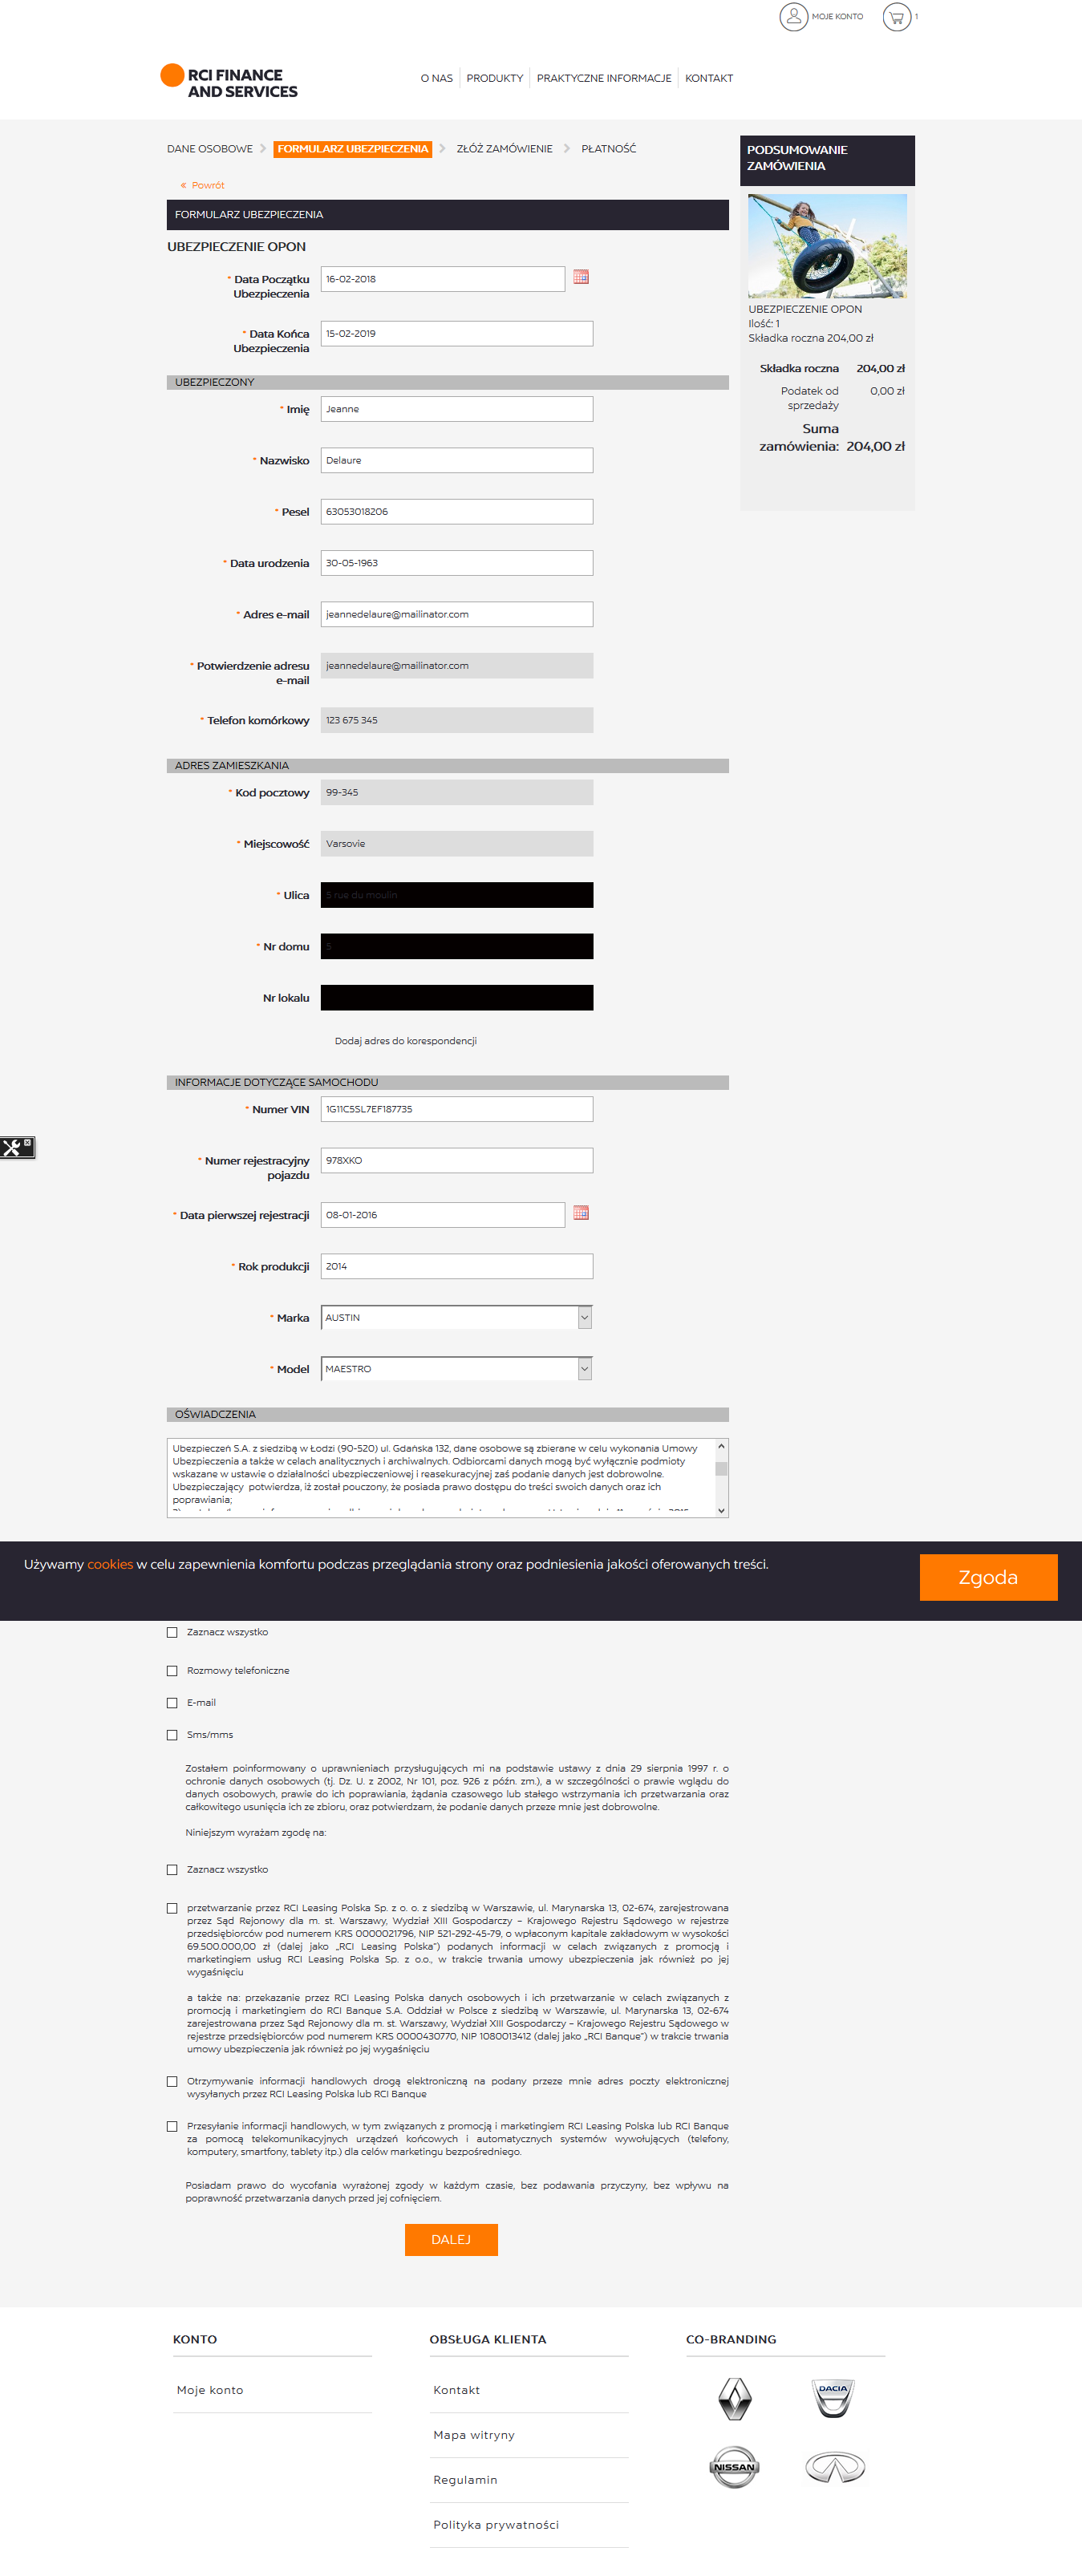 MOJE KONTO
1
RCI FINANCE
AND SERVICES
O NAS
PRODUKTY
PRAKTYCZNE INFORMACJE
KONTAKT
DANE OSOBOWE
FORMULARZ UBEZPIECZENIA
ZŁÓŻ ZAMÓWIENIE
PŁATNOŚĆ
« Powrót
FORMULARZ UBEZPIECZENIA
UBEZPIECZENIE OPON
* Data Początku
Ubezpieczenia
16-02-2018
* Data Końca
Ubezpieczenia
15-02-2019
UBEZPIECZONY
* Imię
Jeanne
* Nazwisko
Delaure
* Pesel
63053018206
* Data urodzenia
30-05-1963
* Adres e-mail
jeannedelaure@mailinator.com
* Potwierdzenie adresu
e-mail
jeannedelaure@mailinator.com
* Telefon komórkowy
123 675 345
ADRES ZAMIESZKANIA
* Kod pocztowy
99-345
* Miejscowość
Varsovie
* Ulica
5 rue du moulin
* Nr domu
5
Nr lokalu
Dodaj adres do korespondencji
INFORMACJE DOTYCZĄCE SAMOCHODU
* Numer VIN
1G11C5SL7EF187735
* Numer rejestracyjny
pojazdu
978XKO
* Data pierwszej rejestracji
08-01-2016
* Rok produkcji
2014
* Marka
AUSTIN
* Model
MAESTRO
OŚWIADCZENIA
Ubezpieczeń S.A. z siedzibą w Łodzi (90-520) ul. Gdańska 132, dane osobowe są zbierane w celu wykonania Umowy
Ubezpieczenia a także w celach analitycznych i archiwalnych. Odbiorcami danych mogą być wyłącznie podmioty
wskazane w ustawie o działalności ubezpieczeniowej i reasekuracyjnej zaś podanie danych jest dobrowolne.
Ubezpieczający potwierdza, iż został pouczony, że posiada prawo dostępu do treści swoich danych oraz ich
poprawiania;
Używamy cookies w celu zapewnienia komfortu podczas przeglądania strony oraz podniesienia jakości oferowanych treści.
Zgoda
Zaznacz wszystko
Rozmowy telefoniczne
E-mail
Sms/mms
Zostałem poinformowany o uprawnieniach przysługujących mi na podstawie ustawy z dnia 29 sierpnia 1997 r. o
ochronie danych osobowych (tj. Dz. U. z 2002, Nr 101, poz. 926 z późn. zm.), a w szczególności o prawie wglądu do
danych osobowych, prawie do ich poprawiania, żądania czasowego lub stałego wstrzymania ich przetwarzania oraz
całkowitego usunięcia ich ze zbioru, oraz potwierdzam, że podanie danych przeze mnie jest dobrowolne.
Niniejszym wyrażam zgodę na:
Zaznacz wszystko
przetwarzanie przez RCI Leasing Polska Sp. z o. o. z siedzibą w Warszawie, ul. Marynarska 13, 02-674, zarejestrowana
przez Sąd Rejonowy dla m. st. Warszawy, Wydział XIII Gospodarczy – Krajowego Rejestru Sądowego w rejestrze
przedsiębiorców pod numerem KRS 0000021796, NIP 521-292-45-79, o wpłaconym kapitale zakładowym w wysokości
69.500.000,00 zł (dalej jako „RCI Leasing Polska”) podanych informacji w celach związanych z promocją i
marketingiem usług RCI Leasing Polska Sp. z o.o., w trakcie trwania umowy ubezpieczenia jak również po jej
wygaśnięciu
a także na: przekazanie przez RCI Leasing Polska danych osobowych i ich przetwarzanie w celach związanych z
promocją i marketingiem do RCI Banque S.A. Oddział w Polsce z siedzibą w Warszawie, ul. Marynarska 13, 02-674
zarejestrowana przez Sąd Rejonowy dla m. st. Warszawy, Wydział XIII Gospodarczy – Krajowego Rejestru Sądowego w
rejestrze przedsiębiorców pod numerem KRS 0000430770, NIP 1080013412 (dalej jako „RCI Banque”) w trakcie trwania
umowy ubezpieczenia jak również po jej wygaśnięciu
Otrzymywanie informacji handlowych drogą elektroniczną na podany przeze mnie adres poczty elektronicznej
wysyłanych przez RCI Leasing Polska lub RCI Banque
Przesyłanie informacji handlowych, w tym związanych z promocją i marketingiem RCI Leasing Polska lub RCI Banque
za pomocą telekomunikacyjnych urządzeń końcowych i automatycznych systemów wywołujących (telefony,
komputery, smartfony, tablety itp.) dla celów marketingu bezpośredniego.
Posiadam prawo do wycofania wyrażonej zgody w każdym czasie, bez podawania przyczyny, bez wpływu na
poprawność przetwarzania danych przed jej cofnięciem.
DALEJ
PODSUMOWANIE
ZAMÓWIENIA
UBEZPIECZENIE OPON
Ilość: 1
Składka roczna 204,00 zł
Składka roczna 204,00 zł
Podatek od
sprzedaży
0,00 zł
Suma
zamówienia: 204,00 zł
KONTO
Moje konto
OBSŁUGA KLIENTA
Kontakt
Mapa witryny
Regulamin
Polityka prywatności
CO-BRANDING
DACIA
NISSAN